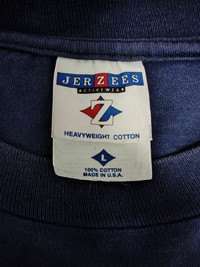 JERZEES
ACTIVEWEAR
Z
HEAVYWEIGHT COTTON
L
100% COTTON
MADE IN U.S.A.